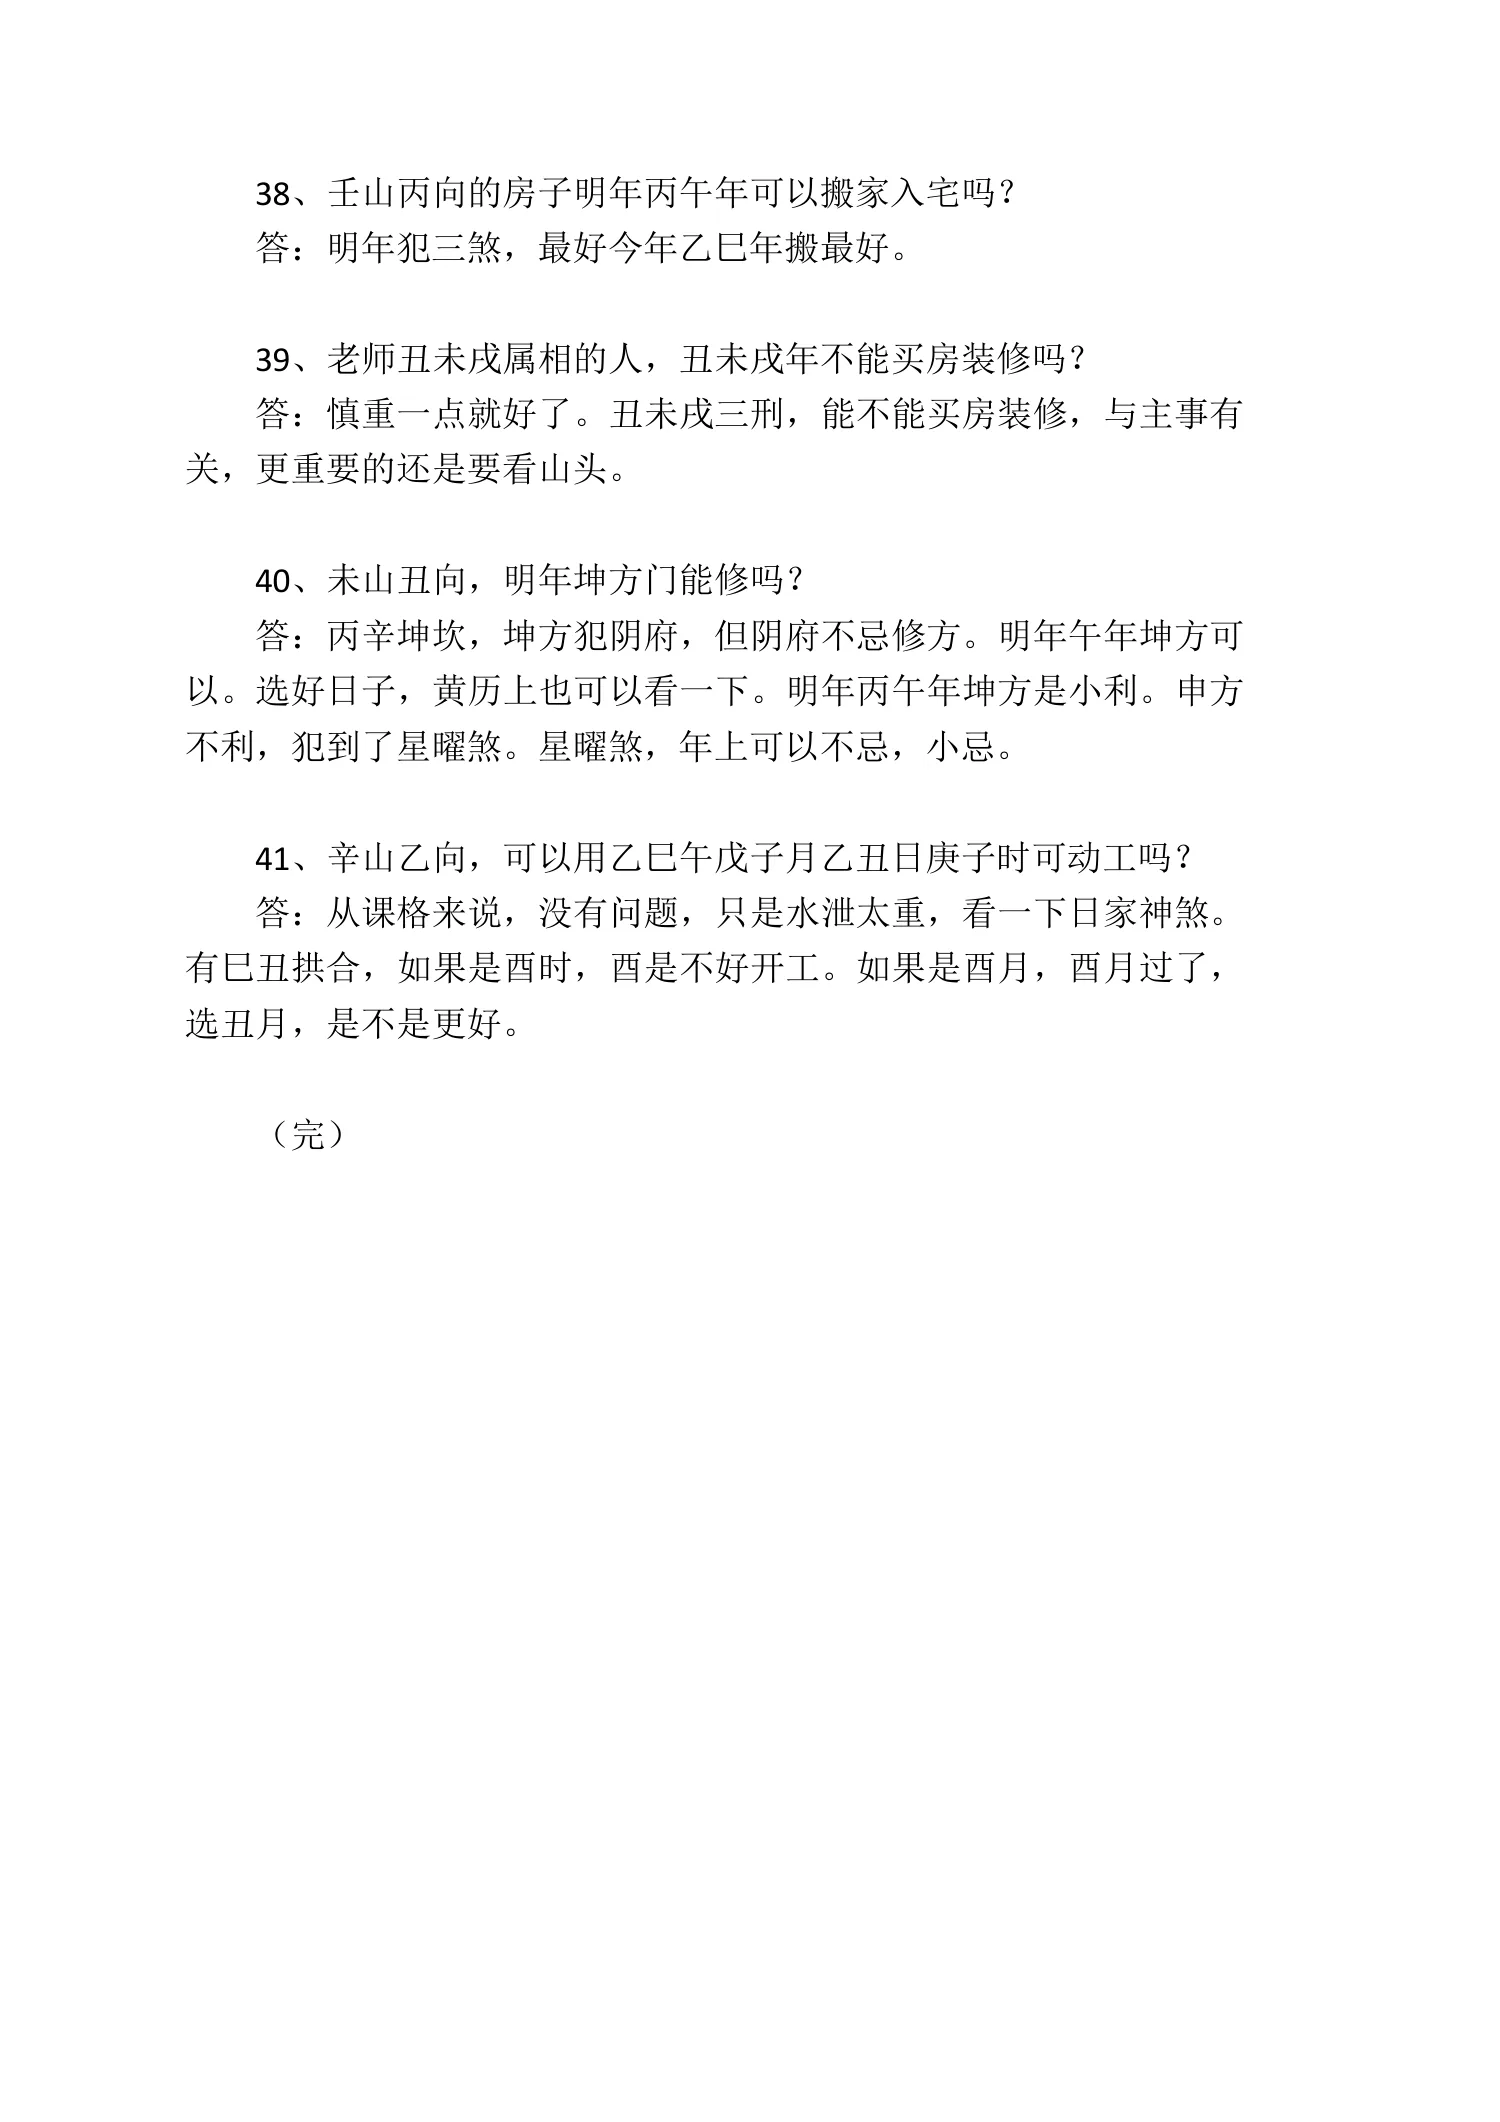 38、壬山丙向的房子明年丙午年可以搬家入宅吗？
答：明年犯三煞，最好今年乙巳年搬最好。
39、老师丑未戌属相的人，丑未戌年不能买房装修吗？
答：慎重一点就好了。丑未戌三刑，能不能买房装修，与主事有
关，更重要的还是要看山头。
40、未山丑向，明年坤方门能修吗？
答：丙辛坤坎，坤方犯阴府，但阴府不忌修方。明年午年坤方可
以。选好日子，黄历上也可以看一下。明年丙午年坤方是小利。申方
不利，犯到了星曜煞。星曜煞，年上可以不忌，小忌。
41、辛山乙向，可以用乙巳午戊子月乙丑日庚子时可动工吗？
答：从课格来说，没有问题，只是水泄太重，看一下日家神煞。
有巳丑拱合，如果是酉时，酉是不好开工。如果是酉月，酉月过了，
选丑月，是不是更好。
（完）